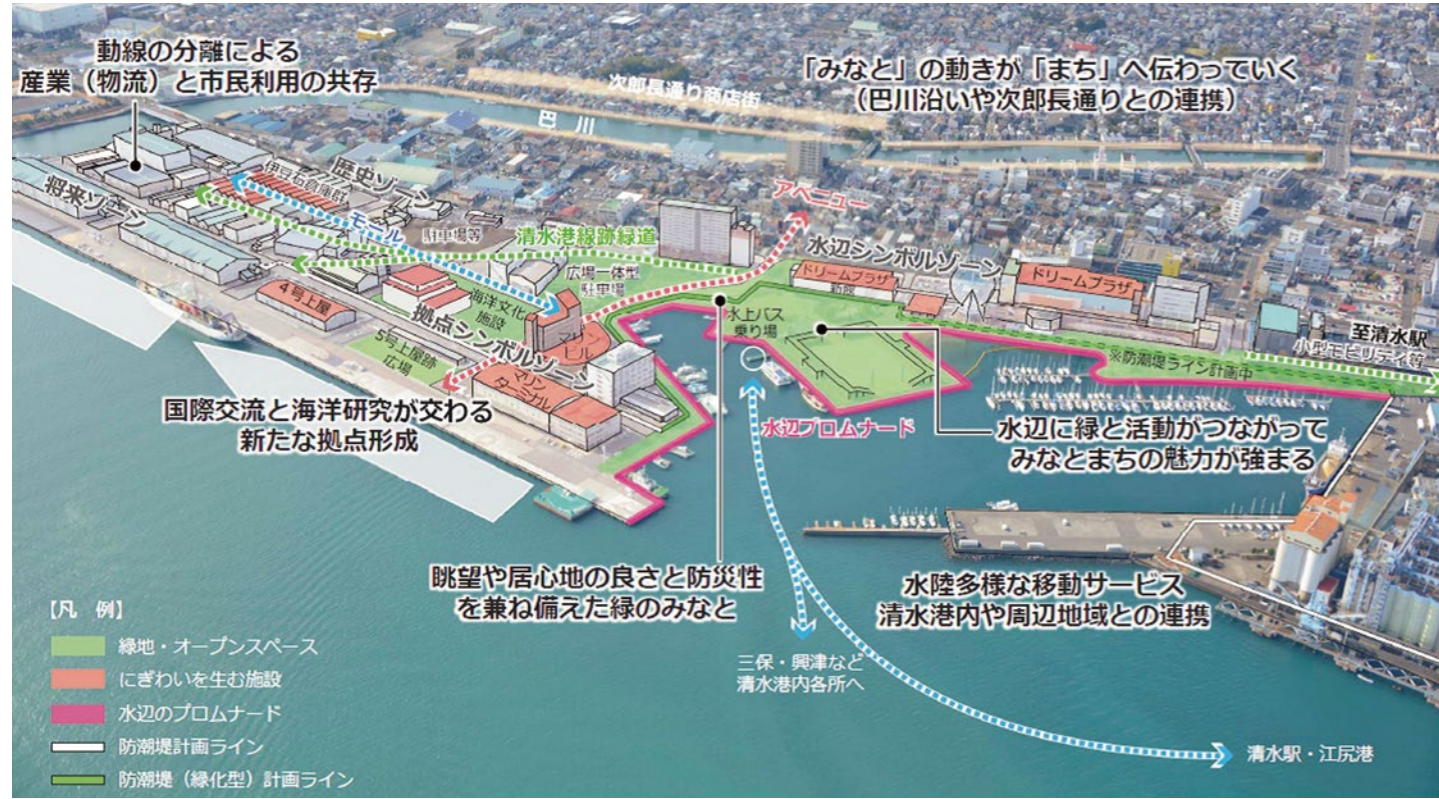 動線の分離による
産業（物流）と市民利用の共存
「みなと」の動きが「まち」へ伝わっていく
（巴川沿いや次郎長通りとの連携）
次郎長通り商店街
巴 川
歴史ゾーン
伊豆石倉庫群
将来ゾーン
モール
駐車場等
清水港線跡緑道
アベニュー
水辺シンボルゾーン
広場一体型
駐車場
ドリームプラザ
新館
ドリームプラザ
4号上屋
海洋文化
施設
拠点シンボルゾーン
マリン
ビル
5号上屋跡
広場
マリン
ターミナル
水上バス
乗り場
至清水駅
小型モビリティ等
※防潮堤ライン計画中
国際交流と海洋研究が交わる
新たな拠点形成
水辺プロムナード
水辺に緑と活動がつながって
みなとまちの魅力が強まる
眺望や居心地の良さと防災性
を兼ね備えた緑のみなと
水陸多様な移動サービス
清水港内や周辺地域との連携
三保・興津など
清水港内各所へ
清水駅・江尻港
【凡　例】
緑地・オープンスペース
にぎわいを生む施設
水辺のプロムナード
防潮堤計画ライン
防潮堤（緑化型）計画ライン